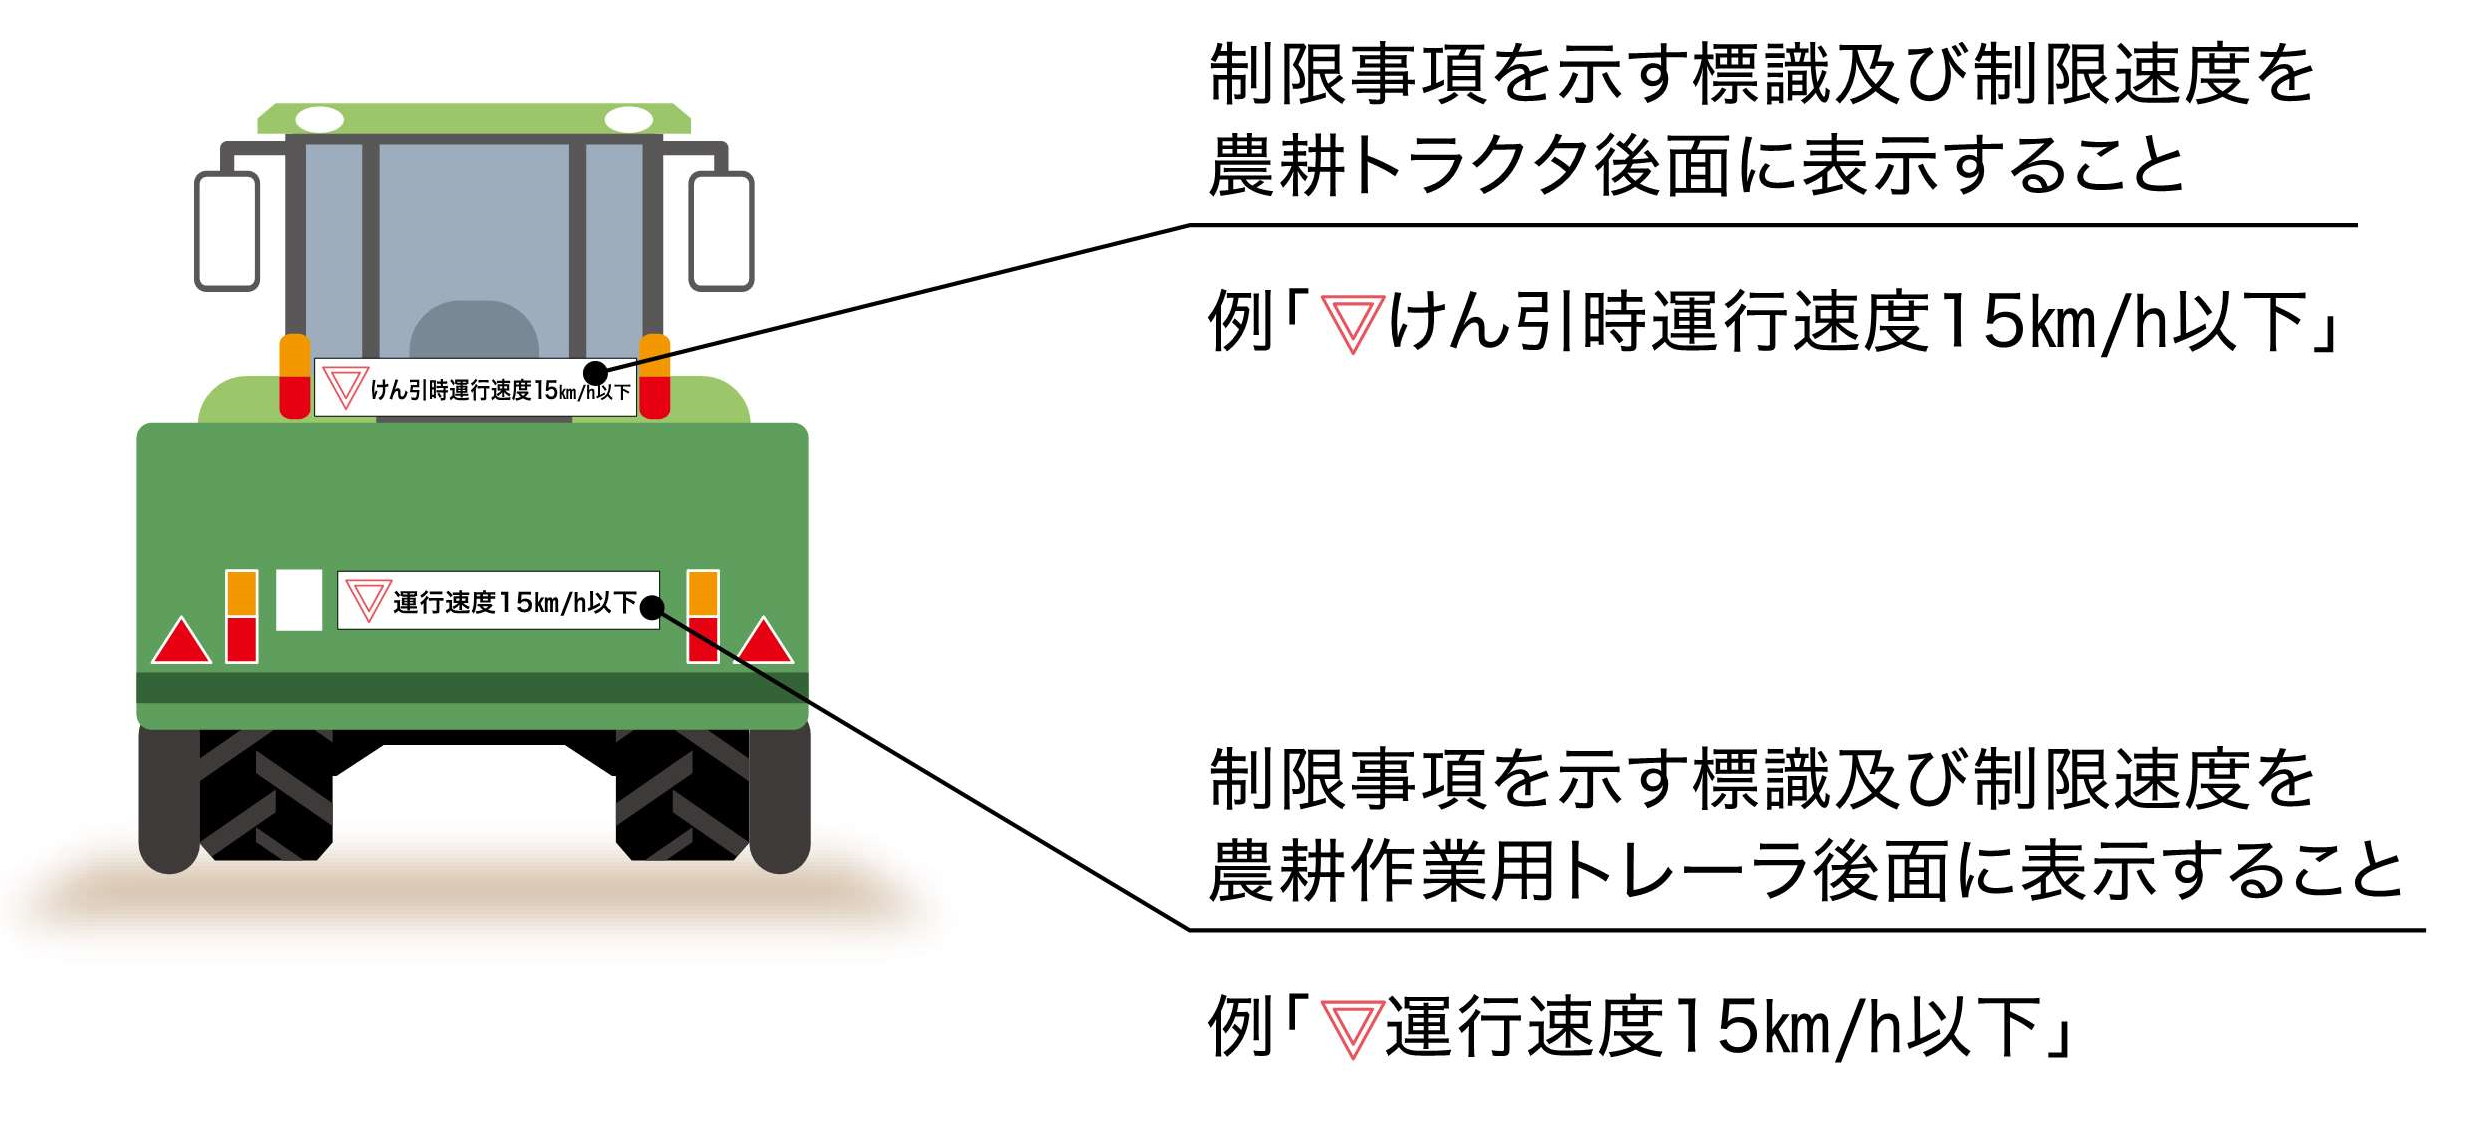 制限事項を示す標識及び制限速度を
農耕トラクタ後面に表示すること
例「▽けん引時運行速度15km/h以下」
▽けん引時運行速度15km/h以下
▽運行速度15km/h以下
制限事項を示す標識及び制限速度を
農耕作業用トレーラ後面に表示すること
例「▽運行速度15km/h以下」